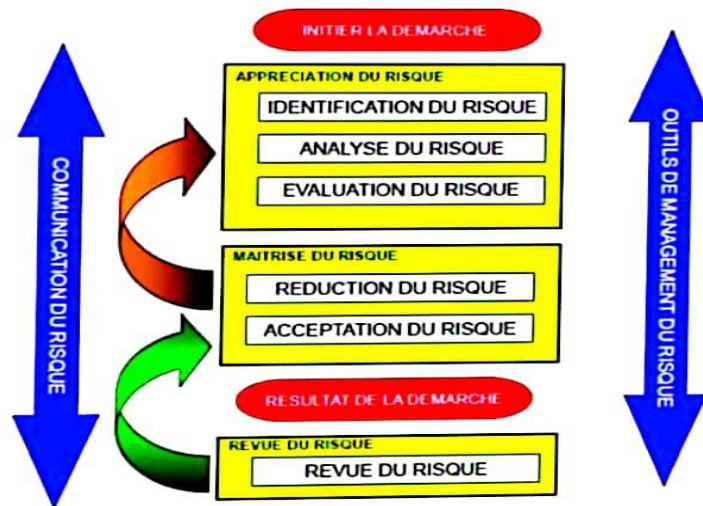 INITIER LA DEMARCHE
APPRECIATION DU RISQUE
IDENTIFICATION DU RISQUE
ANALYSE DU RISQUE
EVALUATION DU RISQUE
MAITRISE DU RISQUE
REDUCTION DU RISQUE
ACCEPTATION DU RISQUE
RESULTAT DE LA DEMARCHE
REVUE DU RISQUE
REVUE DU RISQUE
COMMUNICATION DU RISQUE
OUTILS DE MANAGEMENT DU RISQUE